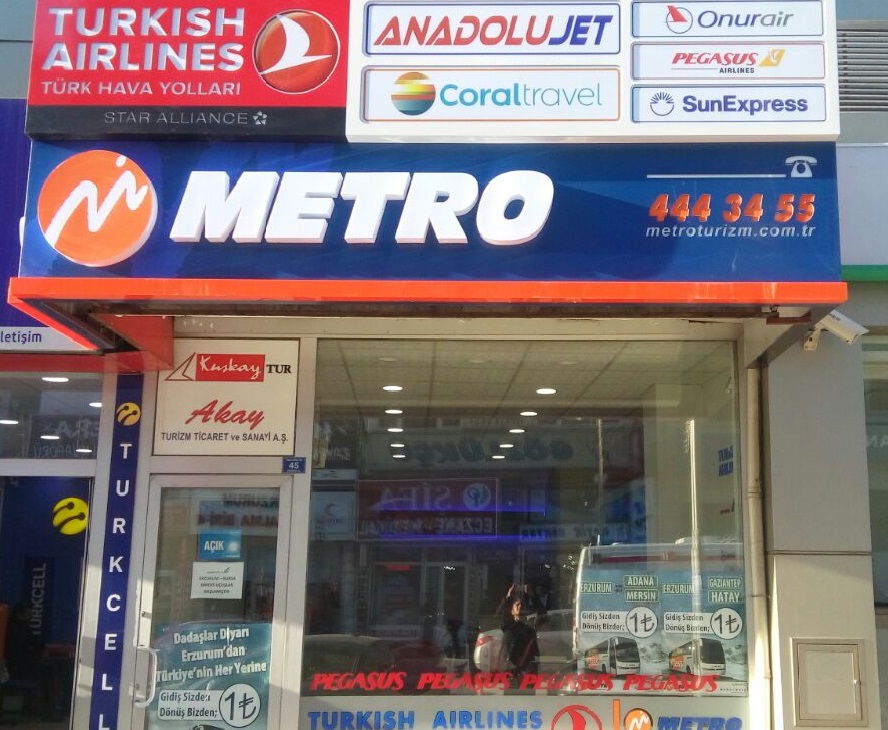 TURKISH
AIRLINES
TÜRK HAVA YOLLARI
STAR ALLIANCE
ANADOLUJET
Coraltravel
Onurair
PEGASUS
AIRLINES
SunExpress
METRO
444 34 55
metroturizm.com.tr
letişim
Kuskay TUR
Akay
TURİZM TİCARET ve SANAYİ A.Ş.
45
TURKCELL
TURKCELL
AÇIK
Dadaşlar Diyarı
Erzurum'dan
Türkiye'nin Her Yerine
Gidiş Sizden
Dönüş Bizden;
1₺
ERZURUM
ADANA
MERSİN
Gidiş Sizden
Dönüş Bizden;
1₺
ERZURUM
GAZİANTEP
HATAY
Gidiş Sizden
Dönüş Bizden;
1₺
PEGASUS PEGASUS PEGASUS PEGASUS
TURKISH AIRLINES
METRO